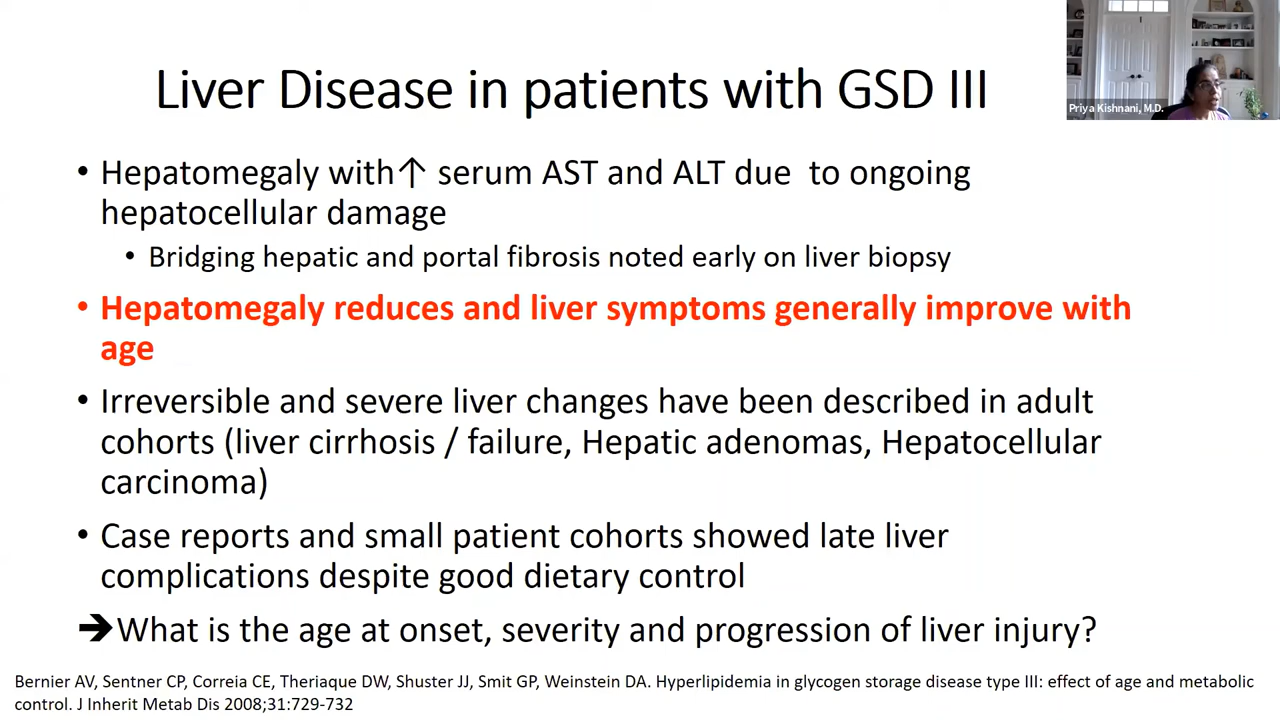 Liver Disease in patients with GSD III
Priya Kishnani, M.D.
• Hepatomegaly with↑ serum AST and ALT due  to ongoing
hepatocellular damage
• Bridging hepatic and portal fibrosis noted early on liver biopsy
• Hepatomegaly reduces and liver symptoms generally improve with
age
• Irreversible and severe liver changes have been described in adult
cohorts (liver cirrhosis / failure, Hepatic adenomas, Hepatocellular
carcinoma)
• Case reports and small patient cohorts showed late liver
complications despite good dietary control
➔What is the age at onset, severity and progression of liver injury?
Bernier AV, Sentner CP, Correia CE, Theriaque DW, Shuster JJ, Smit GP, Weinstein DA. Hyperlipidemia in glycogen storage disease type III: effect of age and metabolic
control. J Inherit Metab Dis 2008;31:729-732